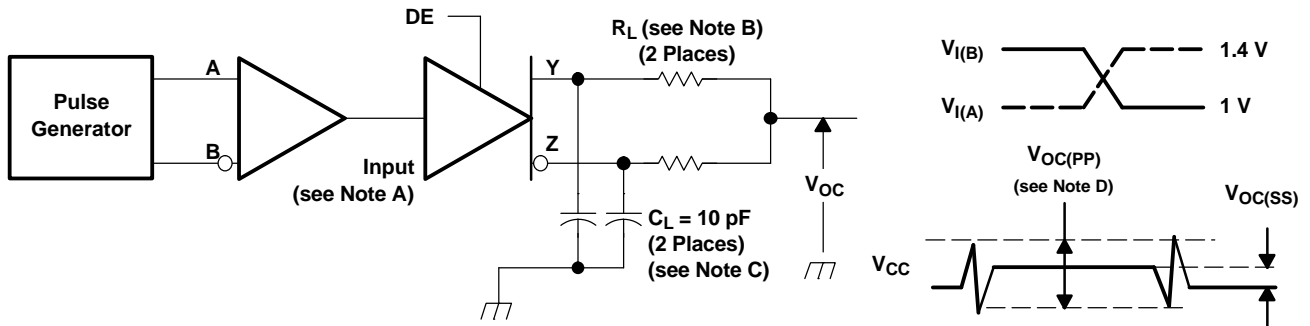 DE
R_L (see Note B)
(2 Places)
A
Y
Pulse
Generator
B
Z
Input
(see Note A)
V_OC
C_L = 10 pF
(2 Places)
(see Note C)
V_I(B)
1.4 V
V_I(A)
1 V
V_OC(PP)
(see Note D)
V_OC(SS)
V_CC